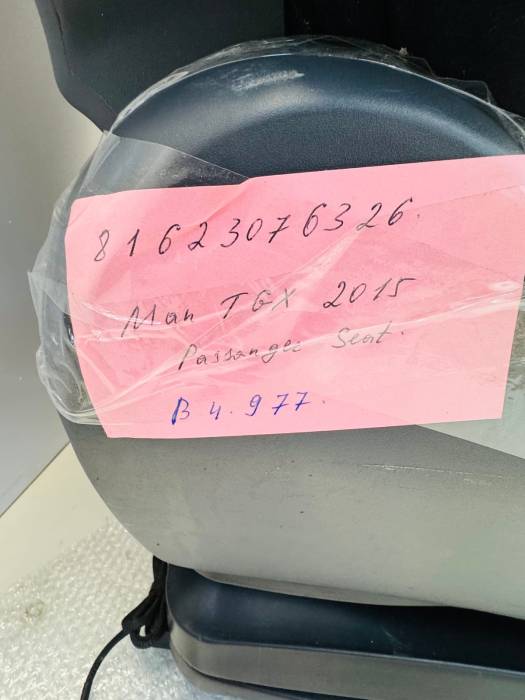 81623076326.
Man TGX 2015
Passanger Seat.
B 4.977.